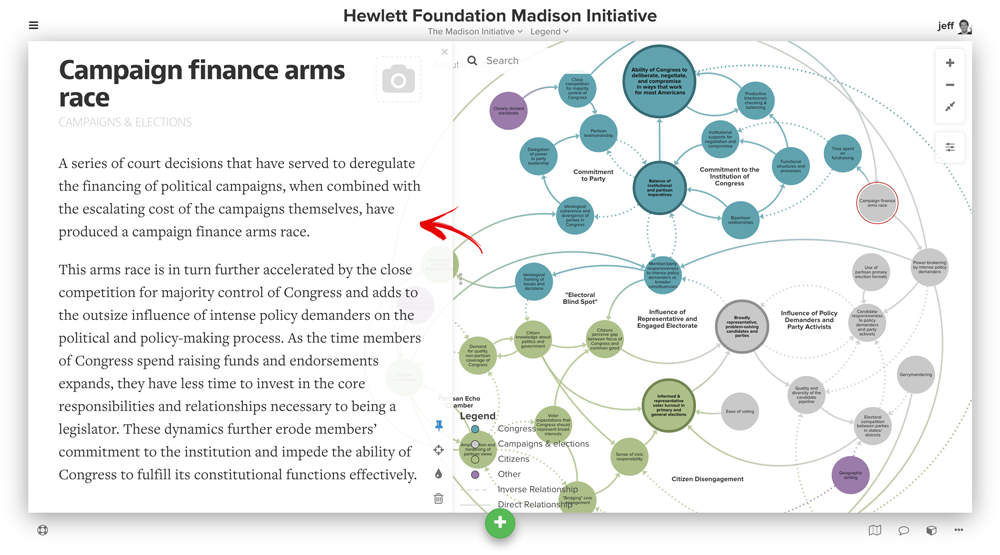 Hewlett Foundation Madison Initiative
The Madison Initiative
Legend
jeff
Campaign finance arms
race
CAMPAIGNS & ELECTIONS
A series of court decisions that have served to deregulate
the financing of political campaigns, when combined with
the escalating cost of the campaigns themselves, have
produced a campaign finance arms race.
This arms race is in turn further accelerated by the close
competition for majority control of Congress and adds to
the outsize influence of intense policy demanders on the
political and policy-making process. As the time members
of Congress spend raising funds and endorsements
expands, they have less time to invest in the core
responsibilities and relationships necessary to being a
legislator. These dynamics further erode members’
commitment to the institution and impede the ability of
Congress to fulfill its constitutional functions effectively.
Search
Close
competition
for majority
control of
Congress
Closely divided
electorate
Partisan
teamsmanship
Delegation
of power
to party
leadership
Commitment
to Party
Ideological
coherence and
divergence of
parties in
Congress
Ability of Congress to
deliberate, negotiate,
and compromise
in ways that work
for most Americans
Productive
interbranch
checking &
balancing
Institutional
supports for
negotiation and
compromise
Time spent
on
fundraising
Functional
structures and
processes
Commitment to the
Institution of
Congress
Balance of
institutional
and partisan
imperatives
Bipartisan
relationships
Campaign finance
arms race
Ideological
framing of
issues and
decisions
Member/party
responsiveness
to intense policy
demanders vs
broader
constituencies
Use of
partisan primary
election formats
Power-brokering
by intense policy
demanders
"Electoral
Blind Spot"
Influence of
Representative and
Engaged Electorate
Broadly
representative,
problem-solving
candidates and
parties
Influence of Policy
Demanders and
Party Activists
Candidate
responsiveness
to policy
demanders
and party
activists
Citizen
knowledge about
politics and
government
Citizens
perceive gap
between focus of
Congress and
common good
Demand
for quality,
non-partisan
coverage of
Congress
Gerrymandering
Quality and
diversity of the
candidate
pipeline
Informed &
representative
voter turnout in
primary and
general elections
Ease of voting
Electoral
competition
between parties
in states/
districts
Voter
expectations that
Congress should
represent broad
interests
Sense of civic
responsibility
Geographic
sorting
Citizen Disengagement
Legend
Congress
Campaigns & elections
Citizens
Other
Inverse Relationship
Direct Relationship
"Bridging" civic